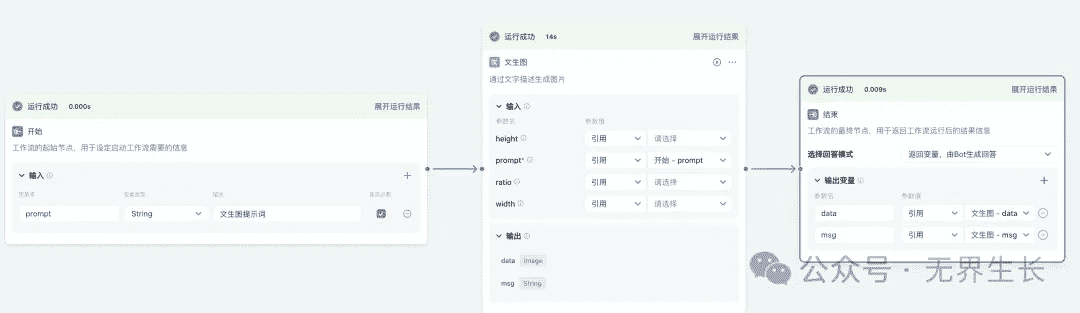 运行成功 0.000s 展开运行结果
开始
工作流的起始节点，用于设定启动工作流需要的信息
输入
变量名 变量类型 描述 是否必要
prompt String 文生图提示词
运行成功 14s 展开运行结果
文生图
通过文字描述生成图片
输入
参数名 参数值
height 引用 请选择
prompt* 引用 开始 - prompt
ratio 引用 请选择
width 引用 请选择
输出
data Image
msg String
运行成功 0.009s 展开运行结果
结束
工作流的最终节点，用于返回工作流运行后的结果信息
选择回答模式 返回变量，由Bot生成回答
输出变量
参数名 参数值
data 引用 文生图 - data
msg 引用 文生图 - msg
公众号 · 无界生长